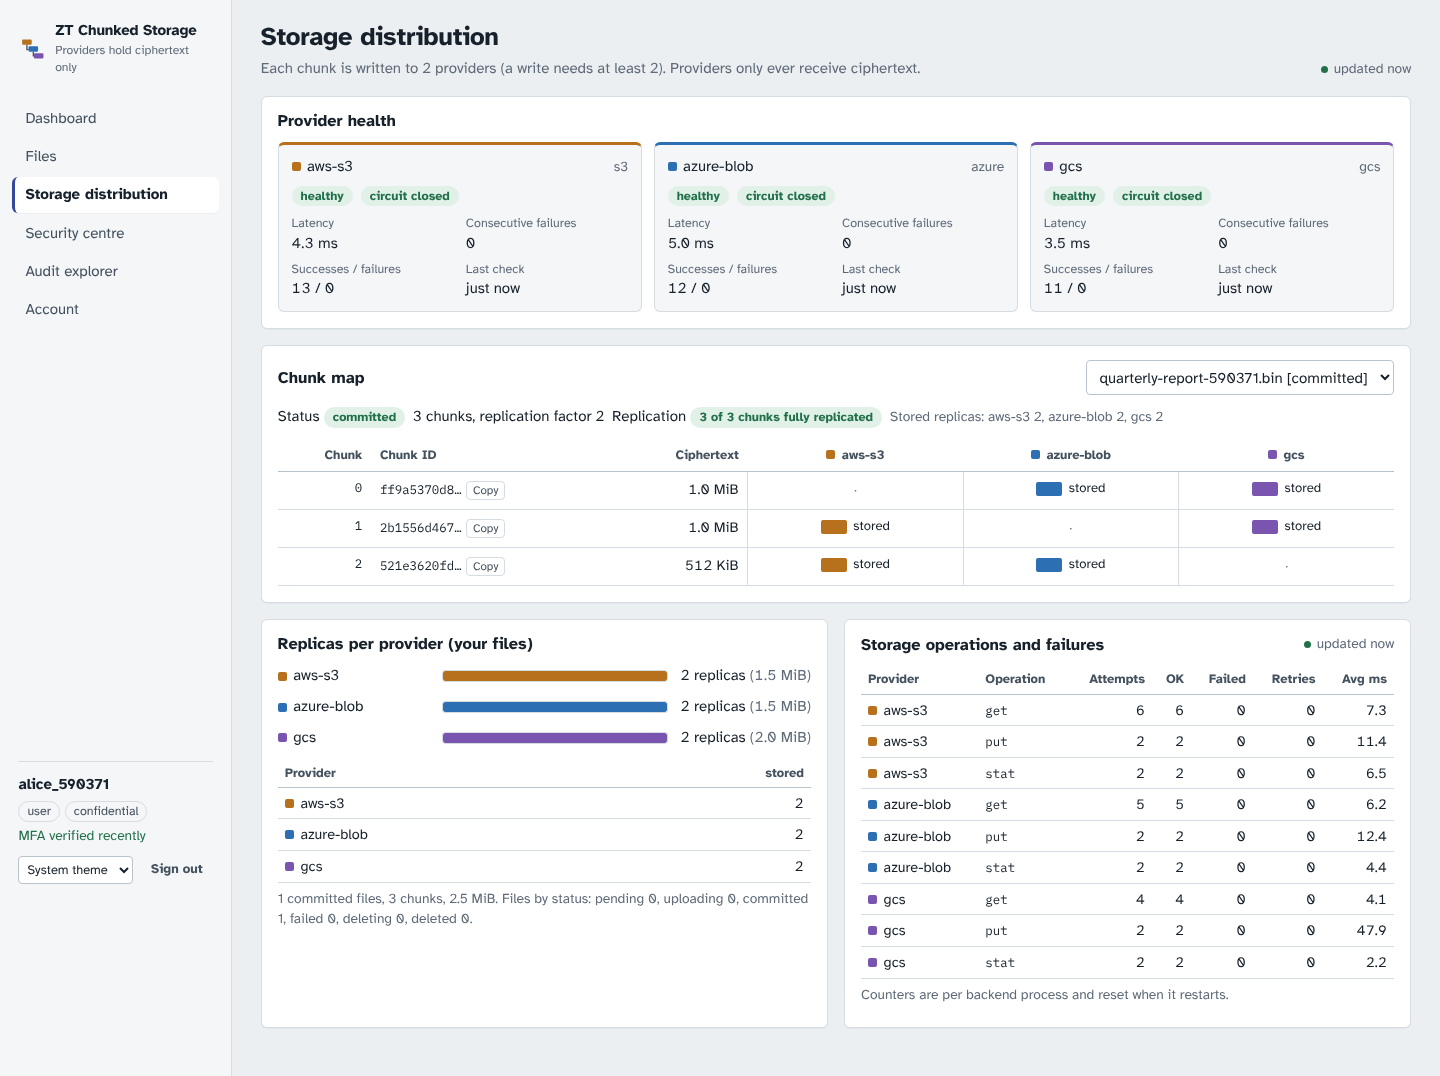 ZT Chunked Storage
Providers hold ciphertext
only
Dashboard
Files
Storage distribution
Security centre
Audit explorer
Account
alice_590371
user confidential
MFA verified recently
System theme Sign out
Storage distribution
Each chunk is written to 2 providers (a write needs at least 2). Providers only ever receive ciphertext.
updated now
Provider health
aws-s3 s3
healthy circuit closed
Latency Consecutive failures
4.3 ms 0
Successes / failures Last check
13 / 0 just now
azure-blob azure
healthy circuit closed
Latency Consecutive failures
5.0 ms 0
Successes / failures Last check
12 / 0 just now
gcs gcs
healthy circuit closed
Latency Consecutive failures
3.5 ms 0
Successes / failures Last check
11 / 0 just now
Chunk map
quarterly-report-590371.bin [committed]
Status committed 3 chunks, replication factor 2 Replication 3 of 3 chunks fully replicated Stored replicas: aws-s3 2, azure-blob 2, gcs 2
Chunk Chunk ID Ciphertext aws-s3 azure-blob gcs
0 ff9a5370d8… Copy 1.0 MiB · stored stored
1 2b1556d467… Copy 1.0 MiB stored · stored
2 521e3620fd… Copy 512 KiB stored stored ·
Replicas per provider (your files)
aws-s3 2 replicas (1.5 MiB)
azure-blob 2 replicas (1.5 MiB)
gcs 2 replicas (2.0 MiB)
Provider stored
aws-s3 2
azure-blob 2
gcs 2
1 committed files, 3 chunks, 2.5 MiB. Files by status: pending 0, uploading 0, committed
1, failed 0, deleting 0, deleted 0.
Storage operations and failures
updated now
Provider Operation Attempts OK Failed Retries Avg ms
aws-s3 get 6 6 0 0 7.3
aws-s3 put 2 2 0 0 11.4
aws-s3 stat 2 2 0 0 6.5
azure-blob get 5 5 0 0 6.2
azure-blob put 2 2 0 0 12.4
azure-blob stat 2 2 0 0 4.4
gcs get 4 4 0 0 4.1
gcs put 2 2 0 0 47.9
gcs stat 2 2 0 0 2.2
Counters are per backend process and reset when it restarts.